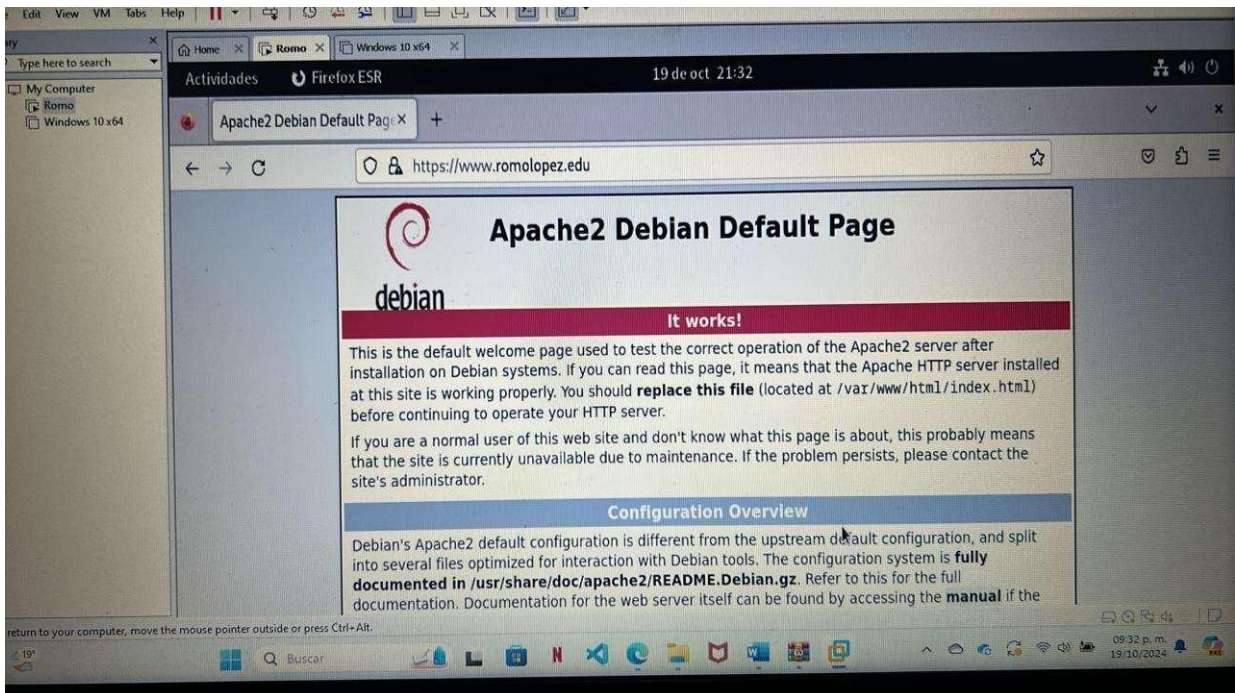 Edit View VM Tabs Help
Type here to search
My Computer
Romo
Windows 10 x64
Home Romo Windows 10 x64
Actividades Firefox ESR 19 de oct 21:32
Apache2 Debian Default Pag
https://www.romolopez.edu
debian
Apache2 Debian Default Page
It works!
This is the default welcome page used to test the correct operation of the Apache2 server after
installation on Debian systems. If you can read this page, it means that the Apache HTTP server installed
at this site is working properly. You should replace this file (located at /var/www/html/index.html)
before continuing to operate your HTTP server.
If you are a normal user of this web site and don't know what this page is about, this probably means
that the site is currently unavailable due to maintenance. If the problem persists, please contact the
site's administrator.
Configuration Overview
Debian's Apache2 default configuration is different from the upstream default configuration, and split
into several files optimized for interaction with Debian tools. The configuration system is fully
documented in /usr/share/doc/apache2/README.Debian.gz. Refer to this for the full
documentation. Documentation for the web server itself can be found by accessing the manual if the
return to your computer, move the mouse pointer outside or press Ctrl+Alt.
19°
Buscar
09:32 p. m.
19/10/2024